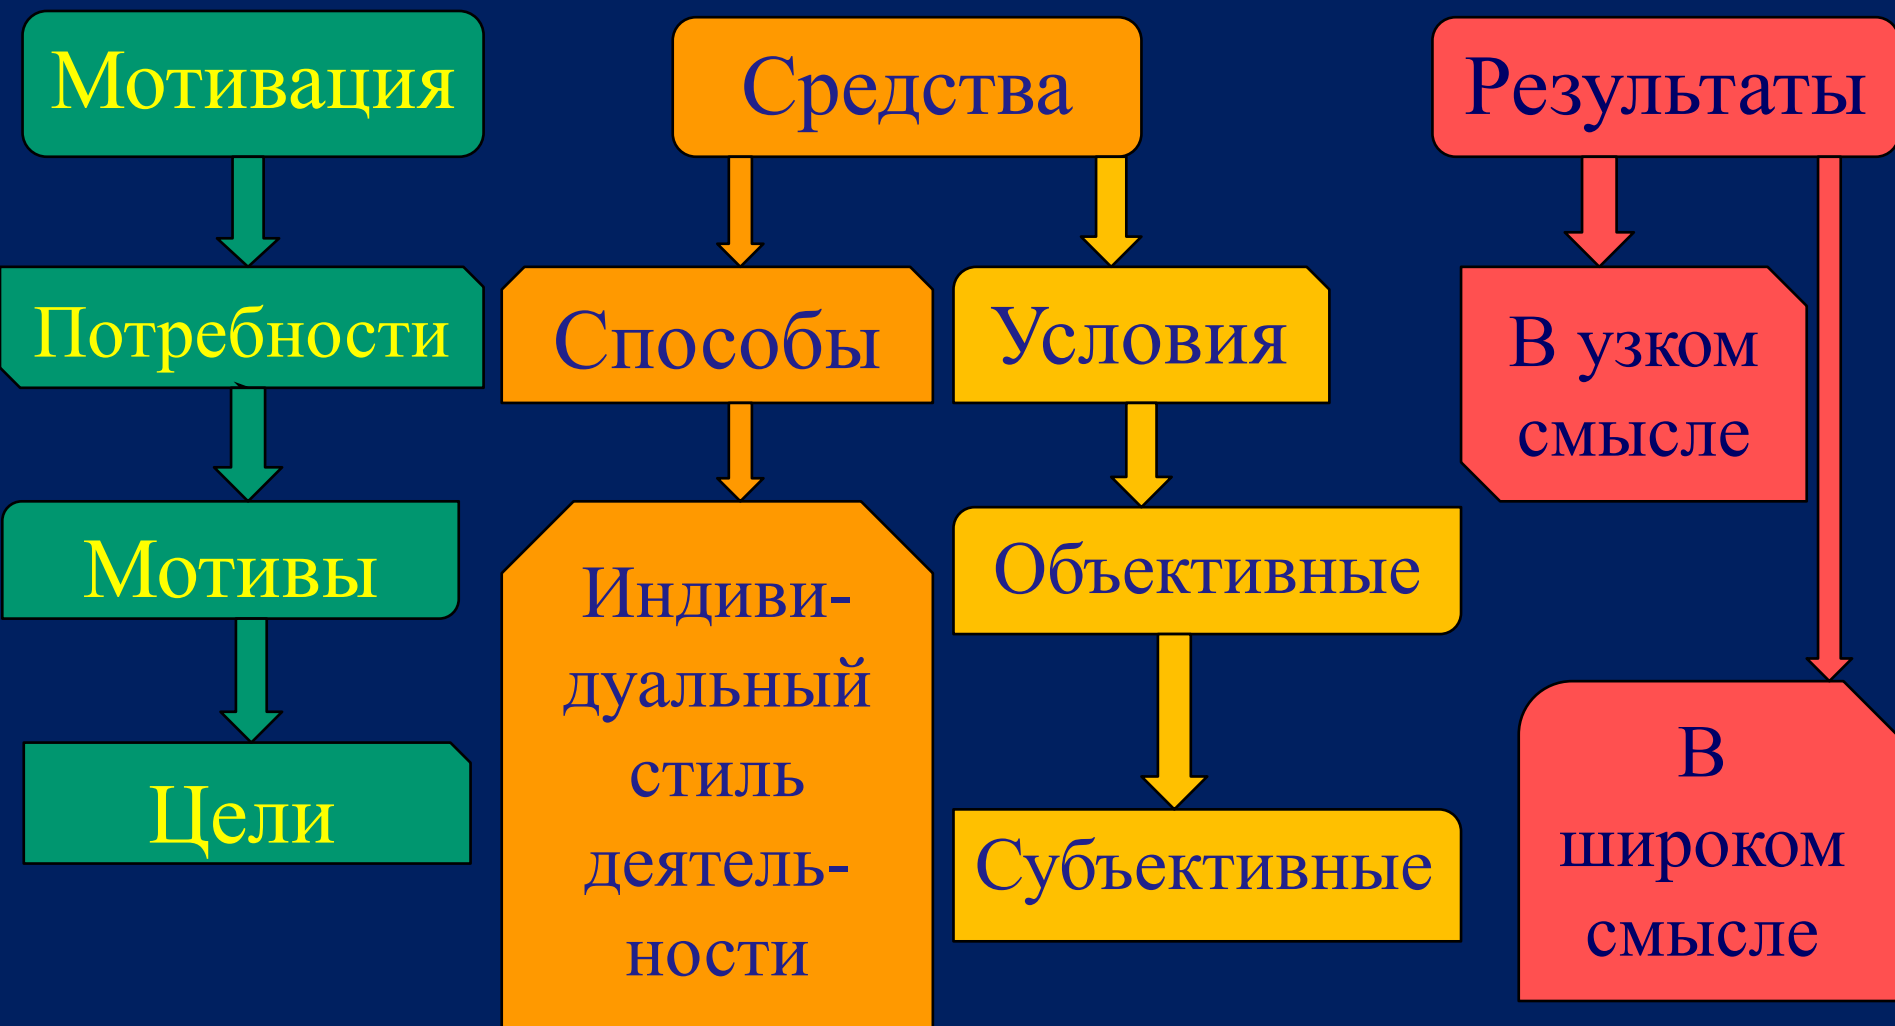 Мотивация
Средства
Результаты
Потребности
Способы
Условия
В узком
смысле
Мотивы
Индиви-
дуальный
стиль
деятель-
ности
Объективные
Цели
Субъективные
В
широком
смысле